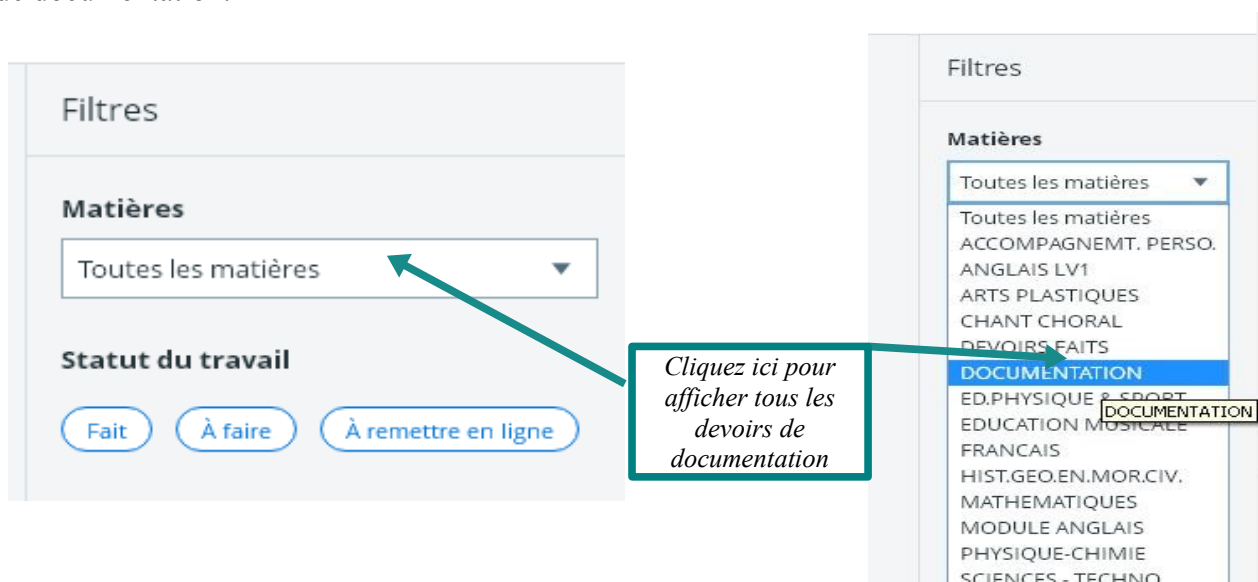 Filtres
Matières
Toutes les matières
Statut du travail
Fait
À faire
À remettre en ligne
Cliquez ici pour
afficher tous les
devoirs de
documentation
Filtres
Matières
Toutes les matières
Toutes les matières
ACCOMPAGNEMT. PERSO.
ANGLAIS LV1
ARTS PLASTIQUES
CHANT CHORAL
DEVOIRS FAITS
DOCUMENTATION
ED.PHYSIQUE & SPORT
DOCUMENTATION
EDUCATION MUSICALE
FRANCAIS
HIST.GEO.EN.MOR.CIV.
MATHEMATIQUES
MODULE ANGLAIS
PHYSIQUE-CHIMIE
SCIENCES - TECHNO